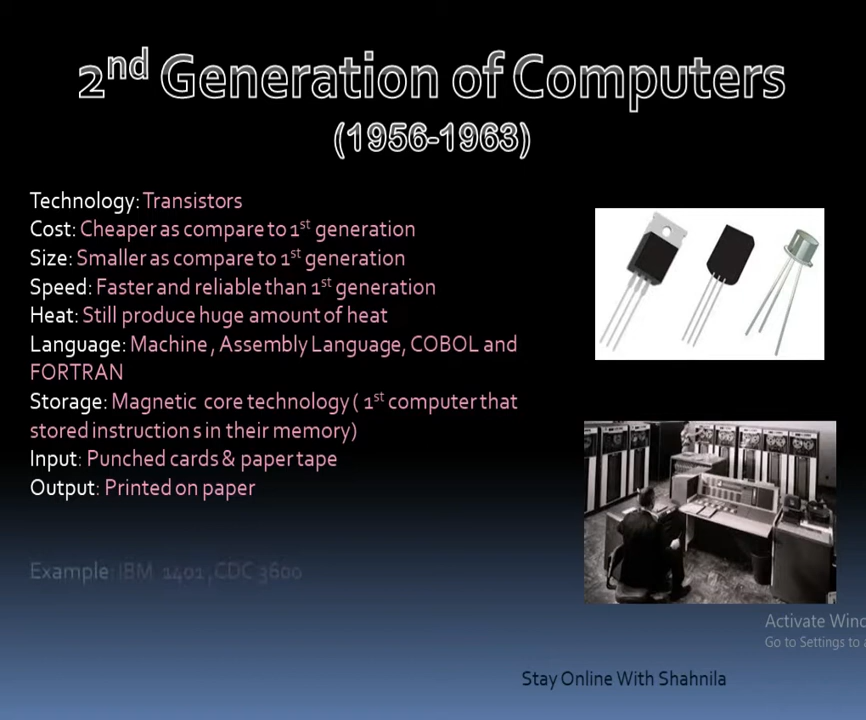 2nd Generation of Computers
(1956-1963)
Technology: Transistors
Cost: Cheaper as compare to 1st generation
Size: Smaller as compare to 1st generation
Speed: Faster and reliable than 1st generation
Heat: Still produce huge amount of heat
Language: Machine , Assembly Language, COBOL and
FORTRAN
Storage: Magnetic core technology ( 1st computer that
stored instruction s in their memory)
Input: Punched cards & paper tape
Output: Printed on paper
Example: IBM 1401 , CDC 3600
Activate Winc
Go to Settings to a
Stay Online With Shahnila